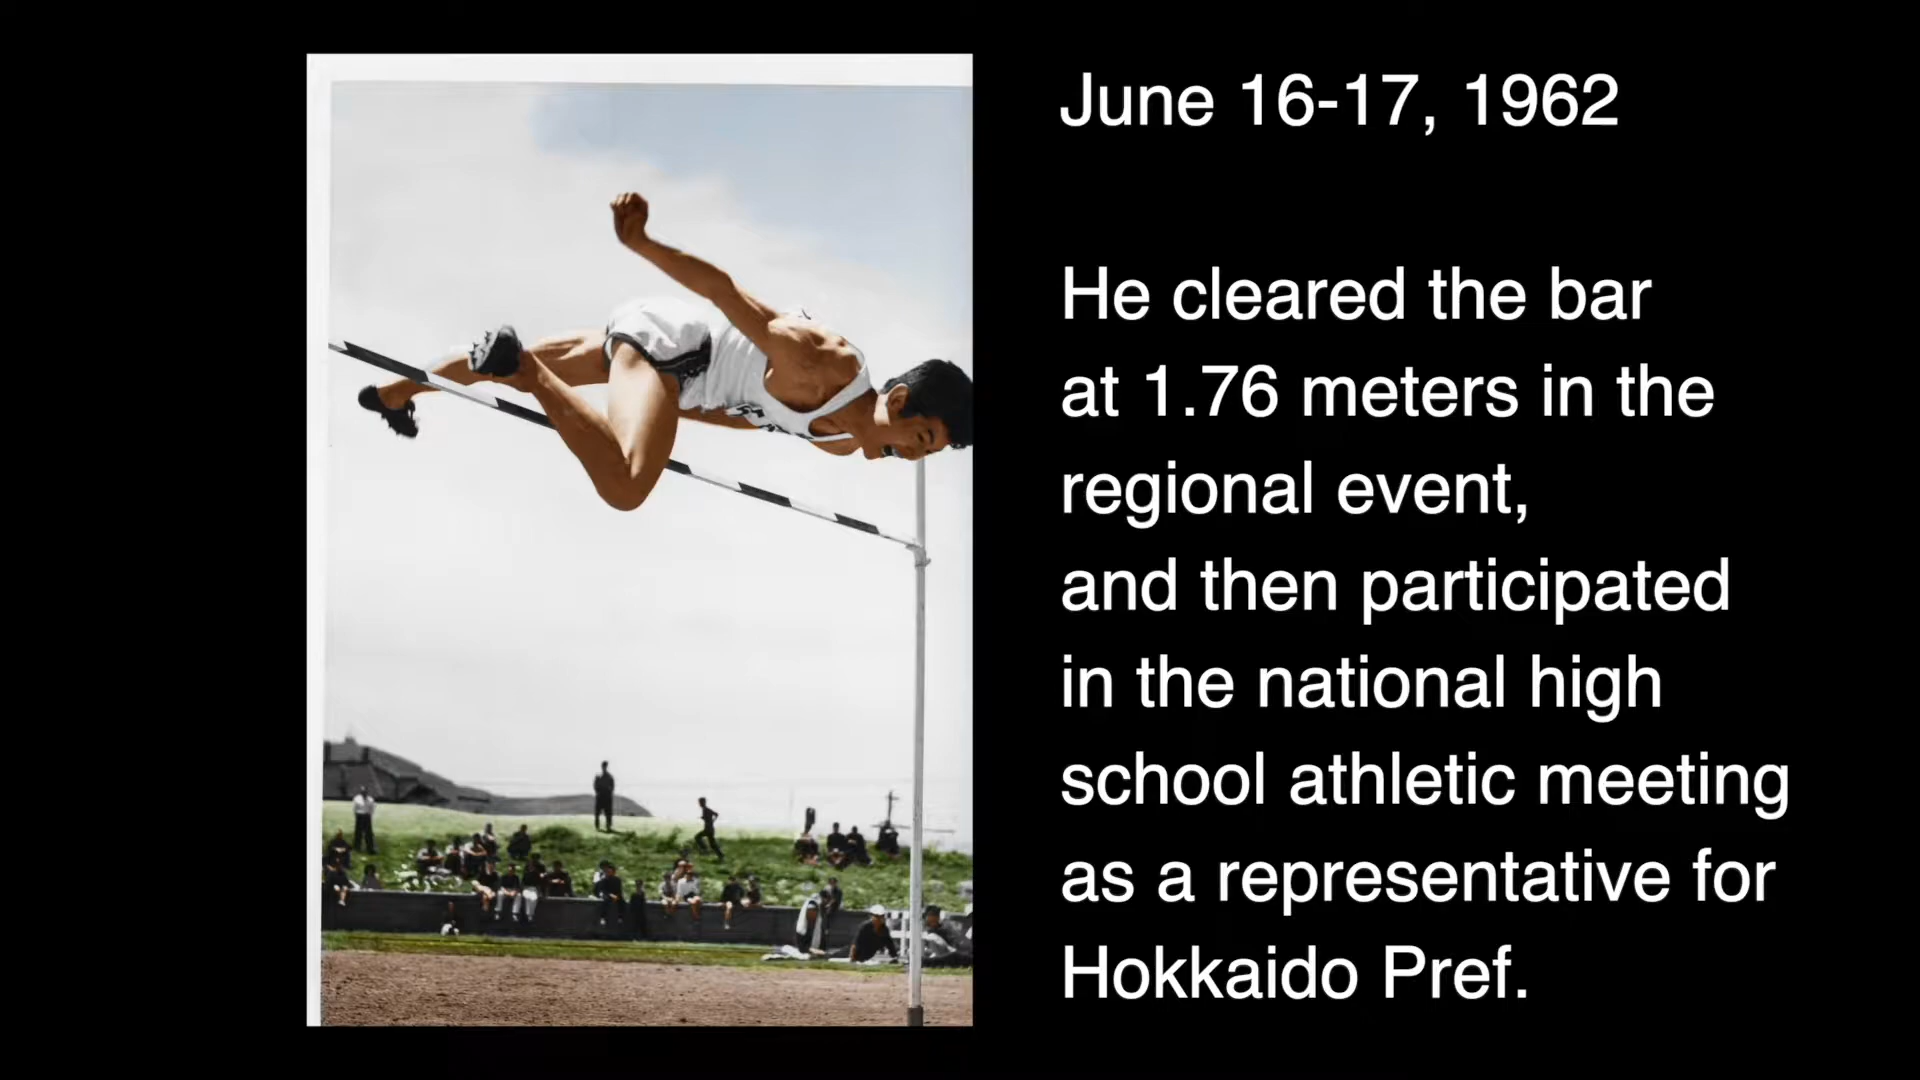 June 16-17, 1962
He cleared the bar
at 1.76 meters in the
regional event,
and then participated
in the national high
school athletic meeting
as a representative for
Hokkaido Pref.